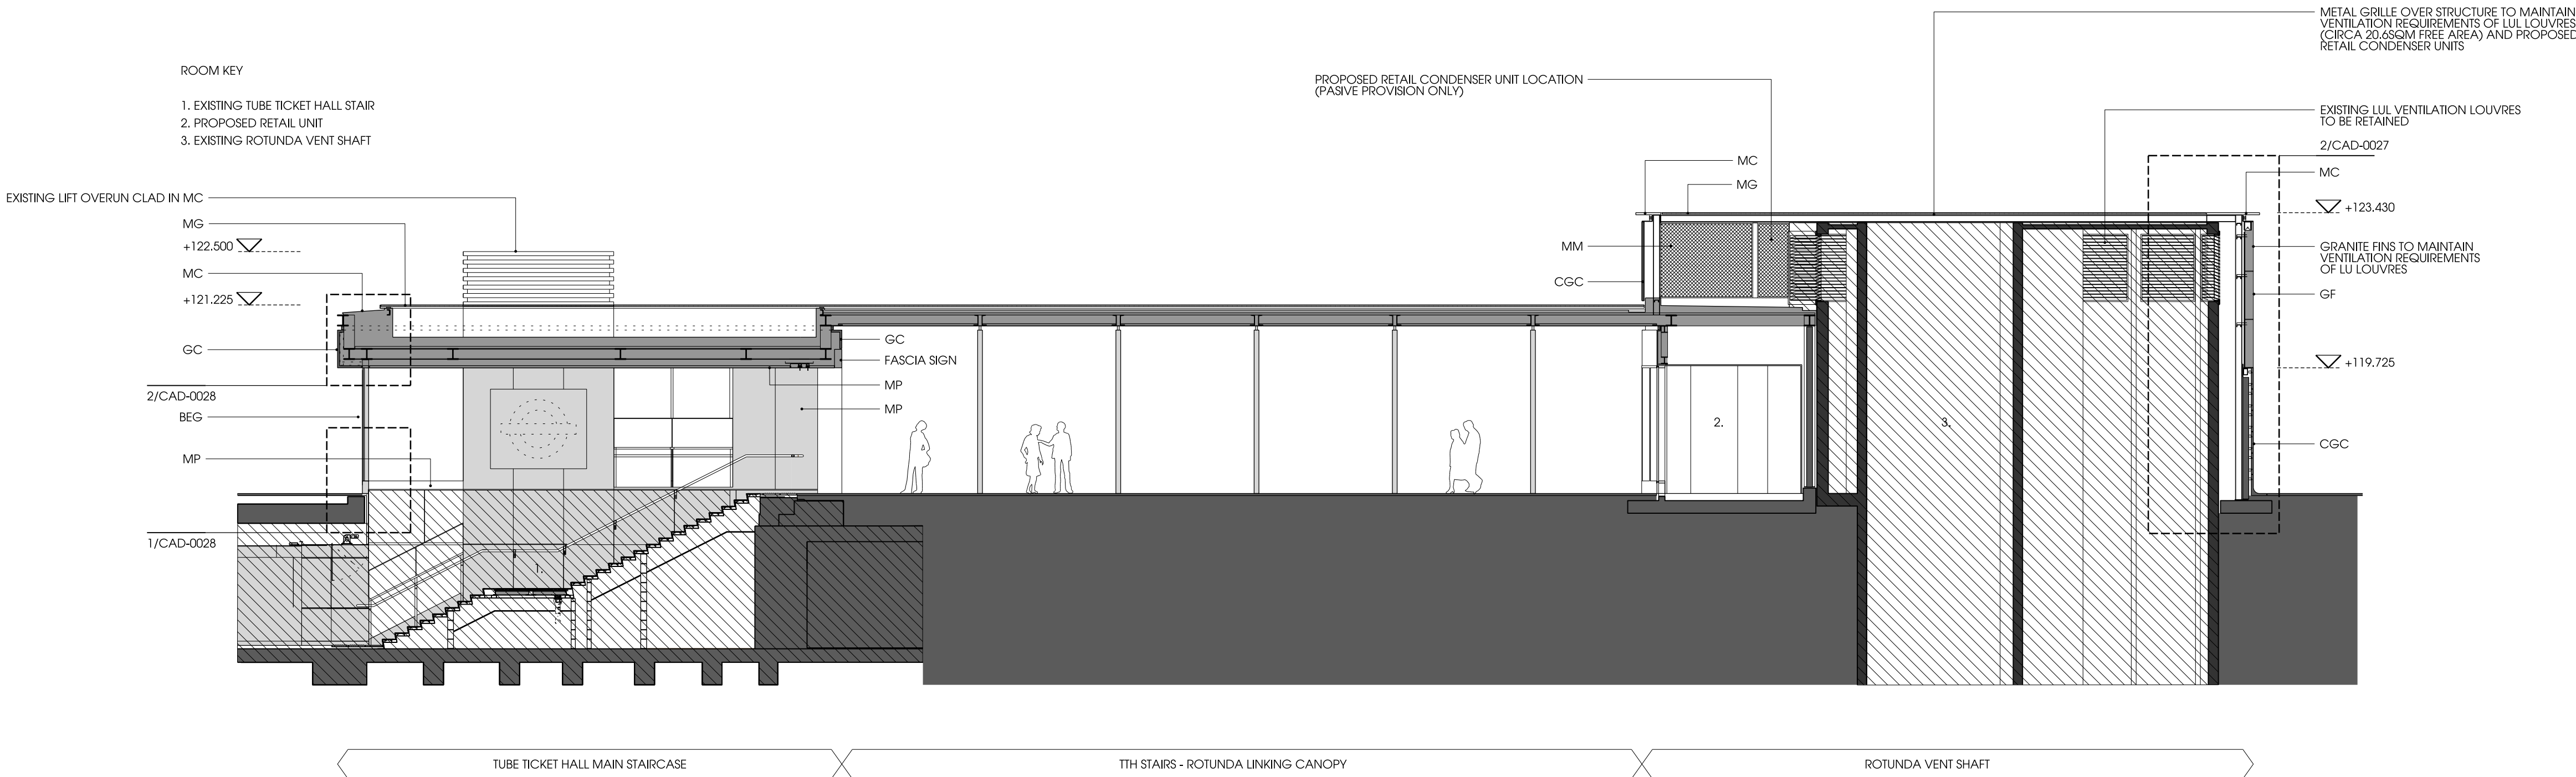 ROOM KEY
1. EXISTING TUBE TICKET HALL STAIR
2. PROPOSED RETAIL UNIT
3. EXISTING ROTUNDA VENT SHAFT
EXISTING LIFT OVERUN CLAD IN MC
MG
+122.500
MC
+121.225
GC
2/CAD-0028
BEG
MP
1/CAD-0028
1.
GC
FASCIA SIGN
MP
MP
PROPOSED RETAIL CONDENSER UNIT LOCATION
(PASIVE PROVISION ONLY)
MC
MG
MM
CGC
2.
3.
METAL GRILLE OVER STRUCTURE TO MAINTAIN
VENTILATION REQUIREMENTS OF LUL LOUVRES
(CIRCA 20.6SQM FREE AREA) AND PROPOSED
RETAIL CONDENSER UNITS
EXISTING LUL VENTILATION LOUVRES
TO BE RETAINED
2/CAD-0027
MC
+123.430
GRANITE FINS TO MAINTAIN
VENTILATION REQUIREMENTS
OF LU LOUVRES
GF
+119.725
CGC
TUBE TICKET HALL MAIN STAIRCASE
TTH STAIRS - ROTUNDA LINKING CANOPY
ROTUNDA VENT SHAFT